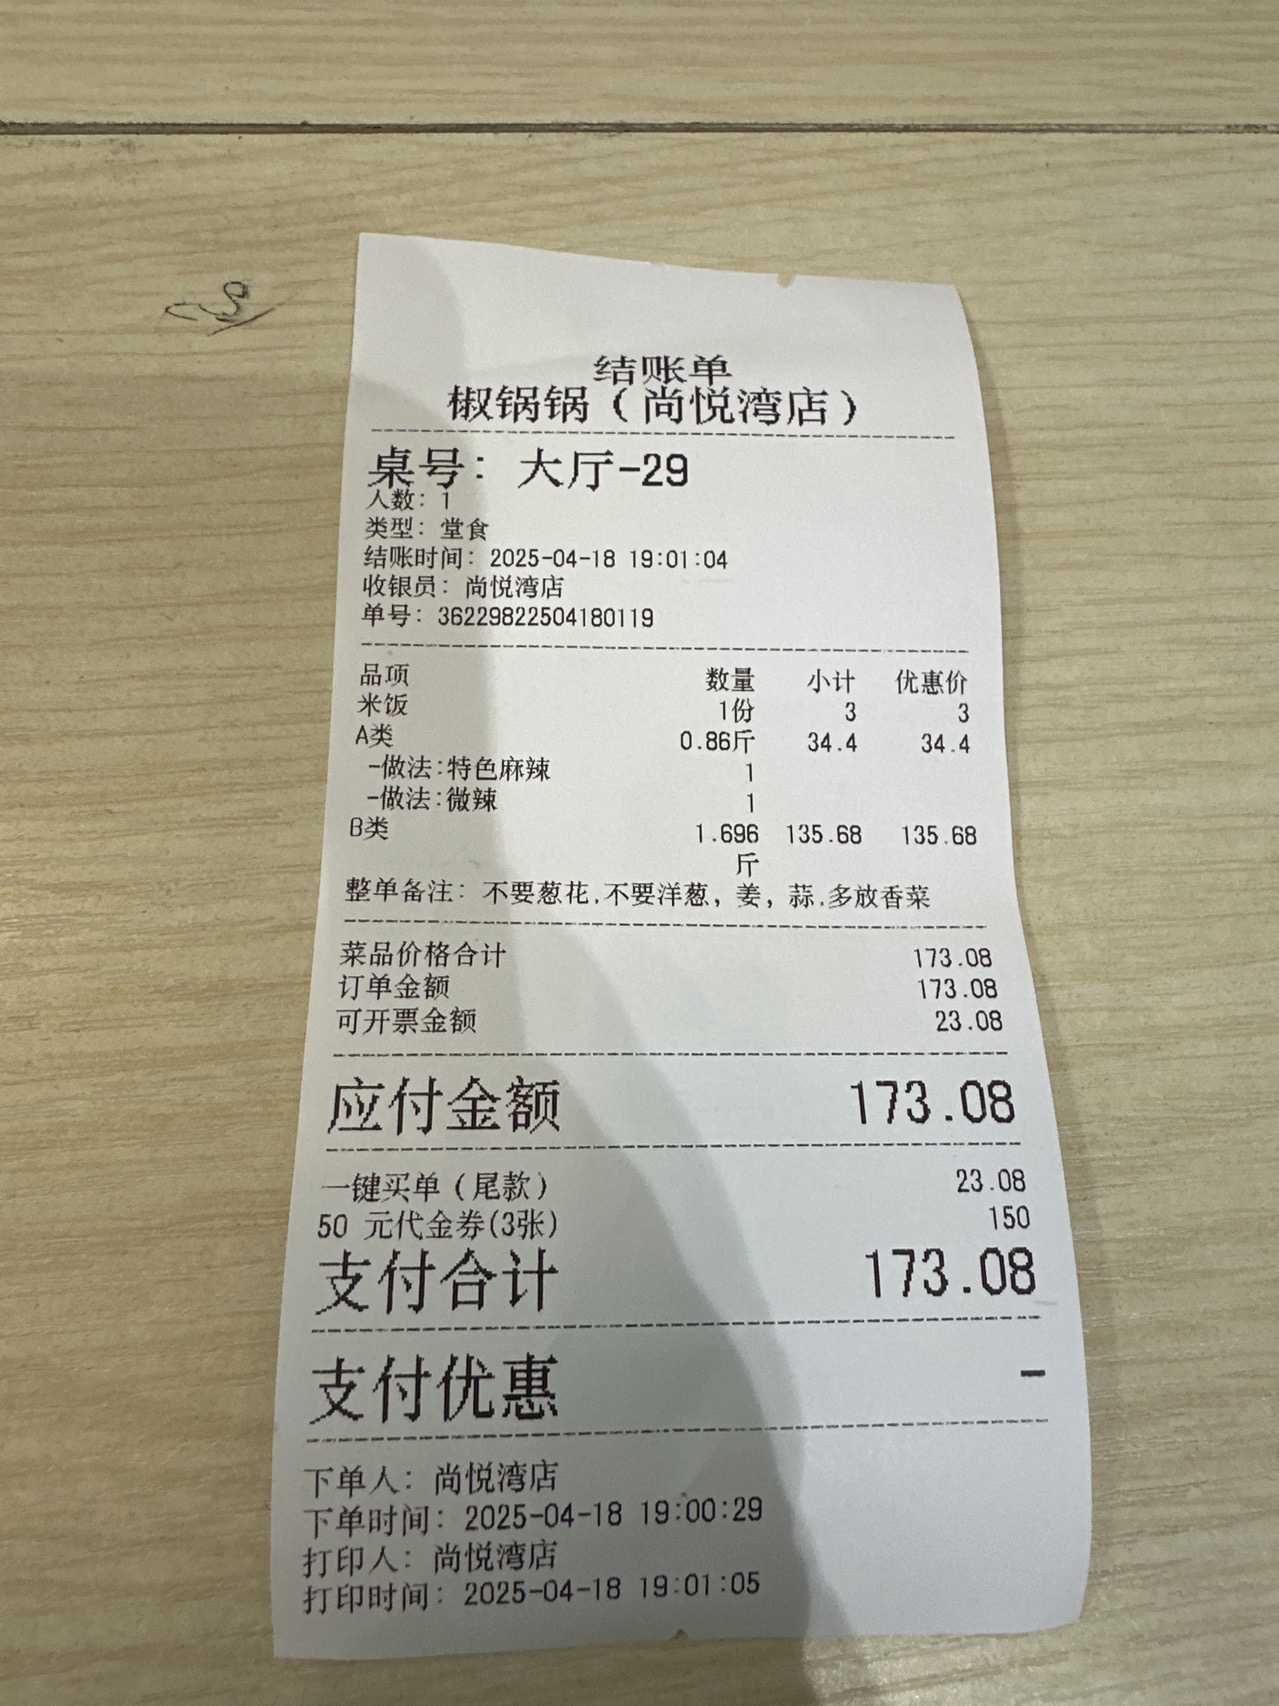 结账单
椒锅锅（尚悦湾店）
桌号：大厅-29
人数：1
类型：堂食
结账时间：2025-04-18 19:01:04
收银员：尚悦湾店
单号：36229822504180119
品项 数量 小计 优惠价
米饭 1份 3 3
A类 0.86斤 34.4 34.4
-做法:特色麻辣 1
-做法:微辣 1
B类 1.696 135.68 135.68
斤
整单备注：不要葱花,不要洋葱，姜，蒜,多放香菜
菜品价格合计 173.08
订单金额 173.08
可开票金额 23.08
应付金额 173.08
一键买单（尾款） 23.08
50 元代金券(3张) 150
支付合计 173.08
支付优惠 -
下单人：尚悦湾店
下单时间：2025-04-18 19:00:29
打印人：尚悦湾店
打印时间：2025-04-18 19:01:05